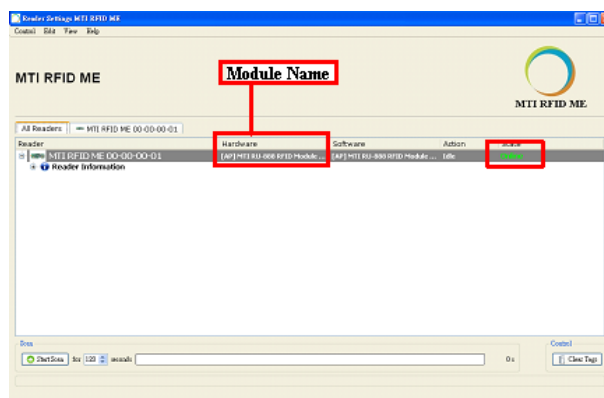 Reader Settings MTI RFID ME
Control Edit View Help
MTI RFID ME
Module Name
MTI RFID ME
All Readers MTI RFID ME 00-00-00-01
Reader Hardware Software Action State
MTI RFID ME 00-00-00-01 [AP] MTI RU-888 RFID Module ... [AP] MTI RU-888 RFID Module ... Idle
Reader Information
Scan Control
Start Scan for 120 seconds 0 s Clear Tags